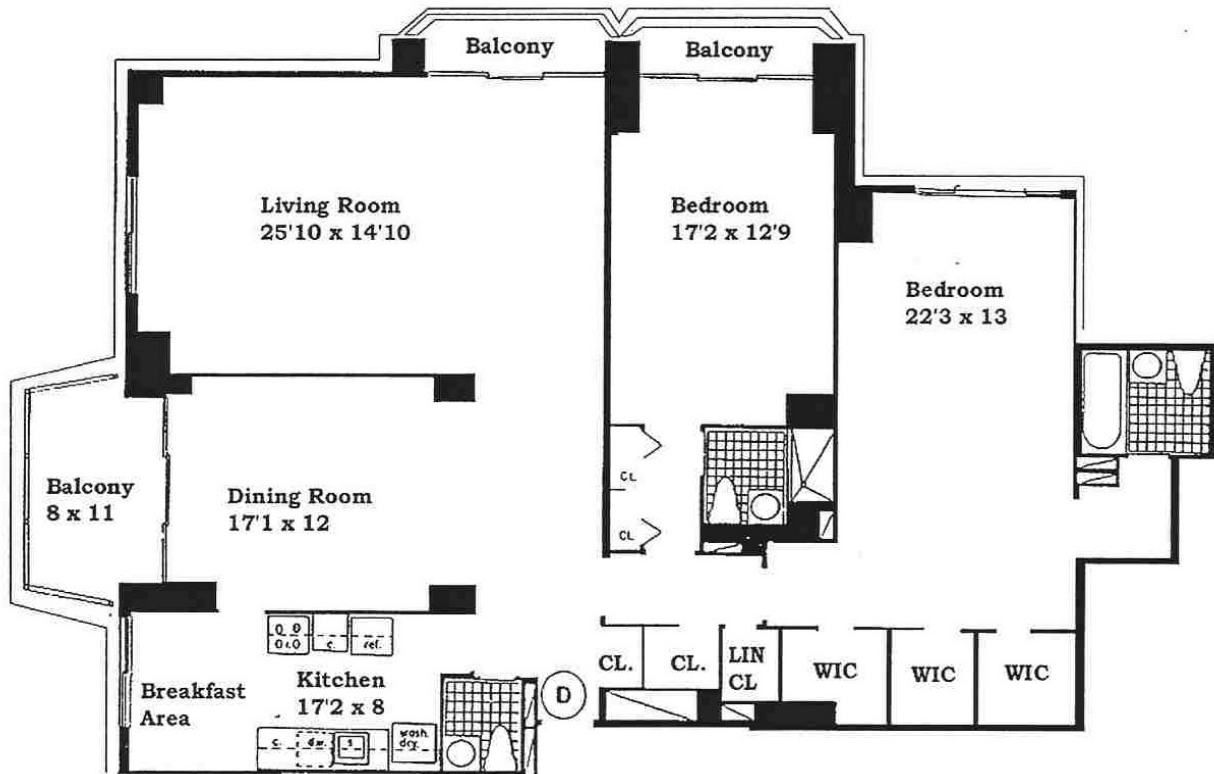 Balcony
Balcony
Living Room
25'10 x 14'10
Bedroom
17'2 x 12'9
Bedroom
22'3 x 13
Balcony
8 x 11
Dining Room
17'1 x 12
CL.
CL
c.
ref.
Breakfast
Area
Kitchen
17'2 x 8
c.
dw.
s
wash.
dry.
D
CL.
CL.
LIN
CL
WIC
WIC
WIC